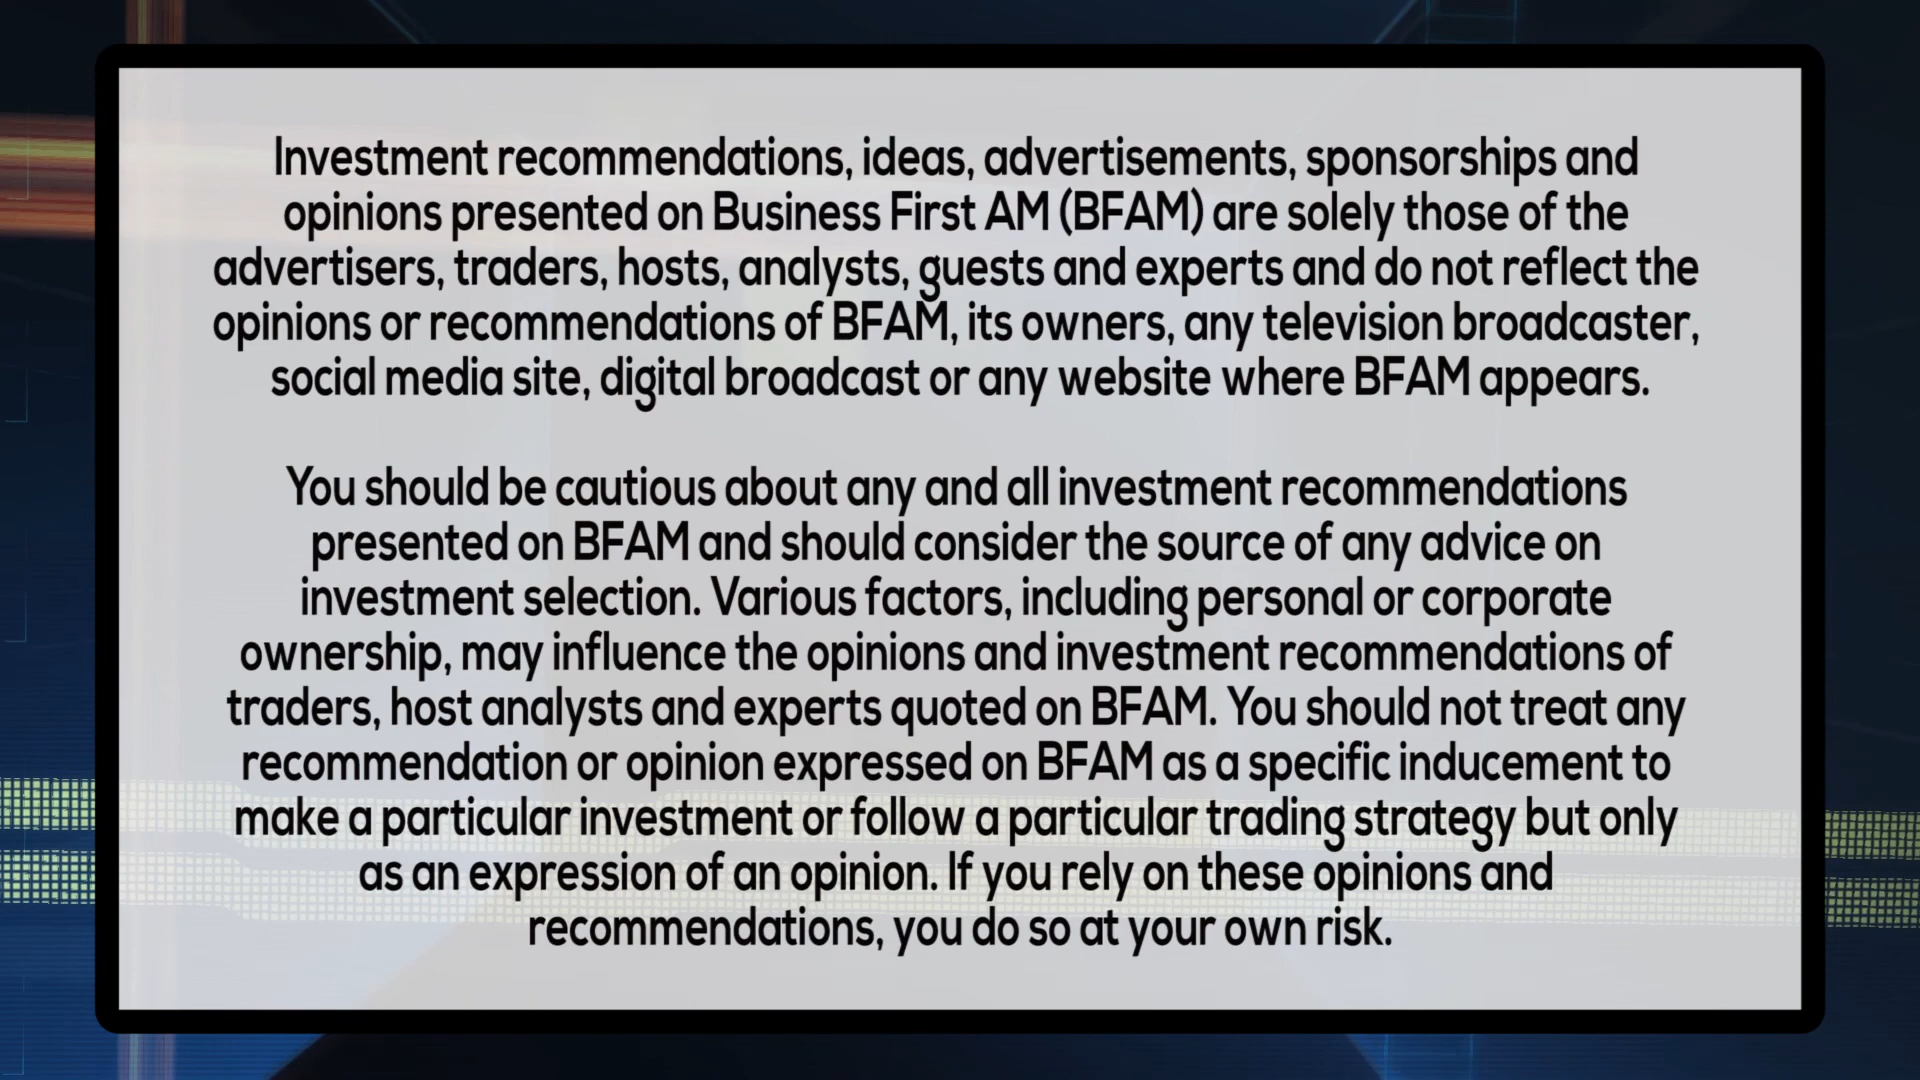 Investment recommendations, ideas, advertisements, sponsorships and
opinions presented on Business First AM (BFAM) are solely those of the
advertisers, traders, hosts, analysts, guests and experts and do not reflect the
opinions or recommendations of BFAM, its owners, any television broadcaster,
social media site, digital broadcast or any website where BFAM appears.
You should be cautious about any and all investment recommendations
presented on BFAM and should consider the source of any advice on
investment selection. Various factors, including personal or corporate
ownership, may influence the opinions and investment recommendations of
traders, host analysts and experts quoted on BFAM. You should not treat any
recommendation or opinion expressed on BFAM as a specific inducement to
make a particular investment or follow a particular trading strategy but only
as an expression of an opinion. If you rely on these opinions and
recommendations, you do so at your own risk.